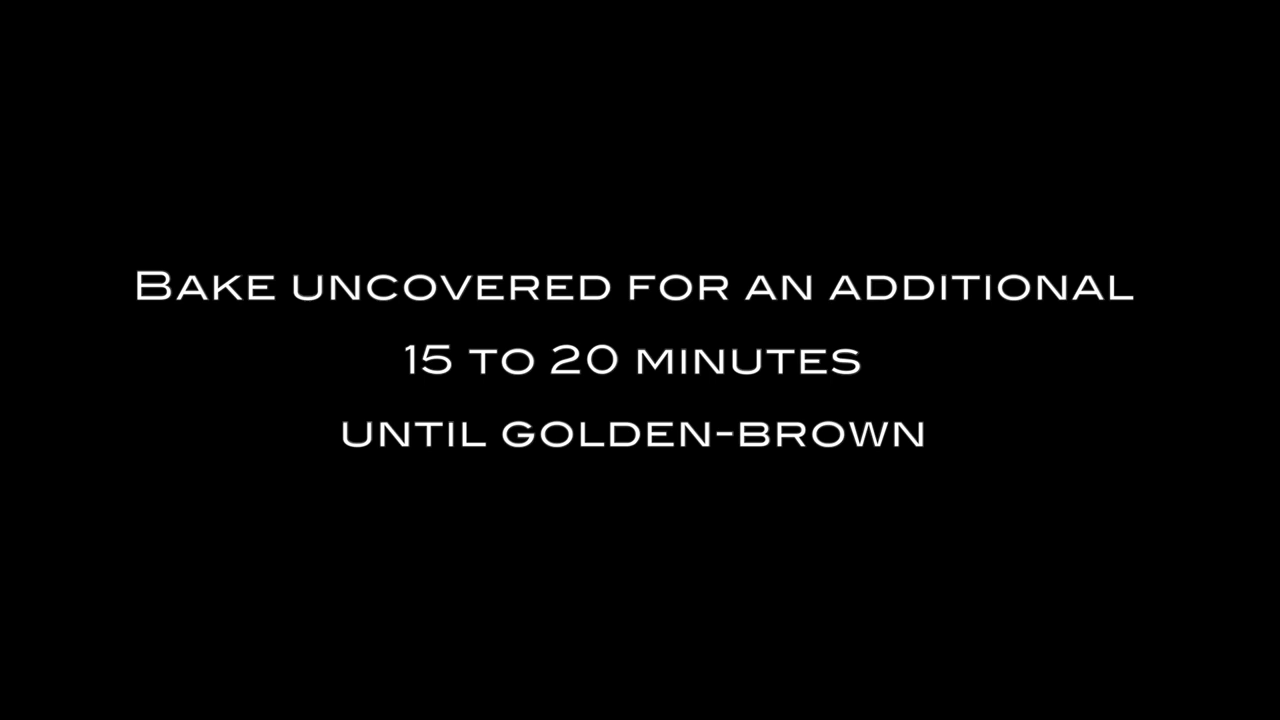 Bake uncovered for an additional
15 to 20 minutes
until golden-brown